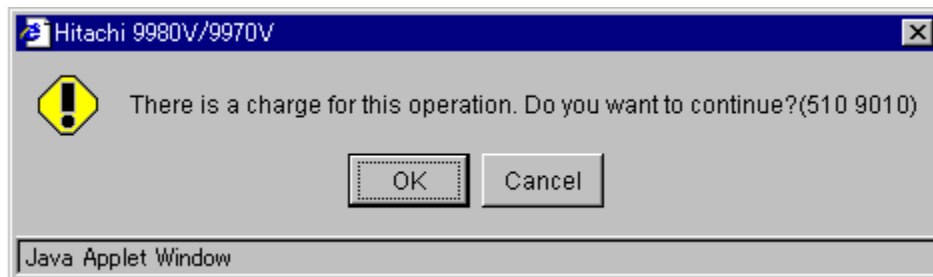 Hitachi 9980V/9970V
There is a charge for this operation. Do you want to continue?(510 9010)
OK
Cancel
Java Applet Window